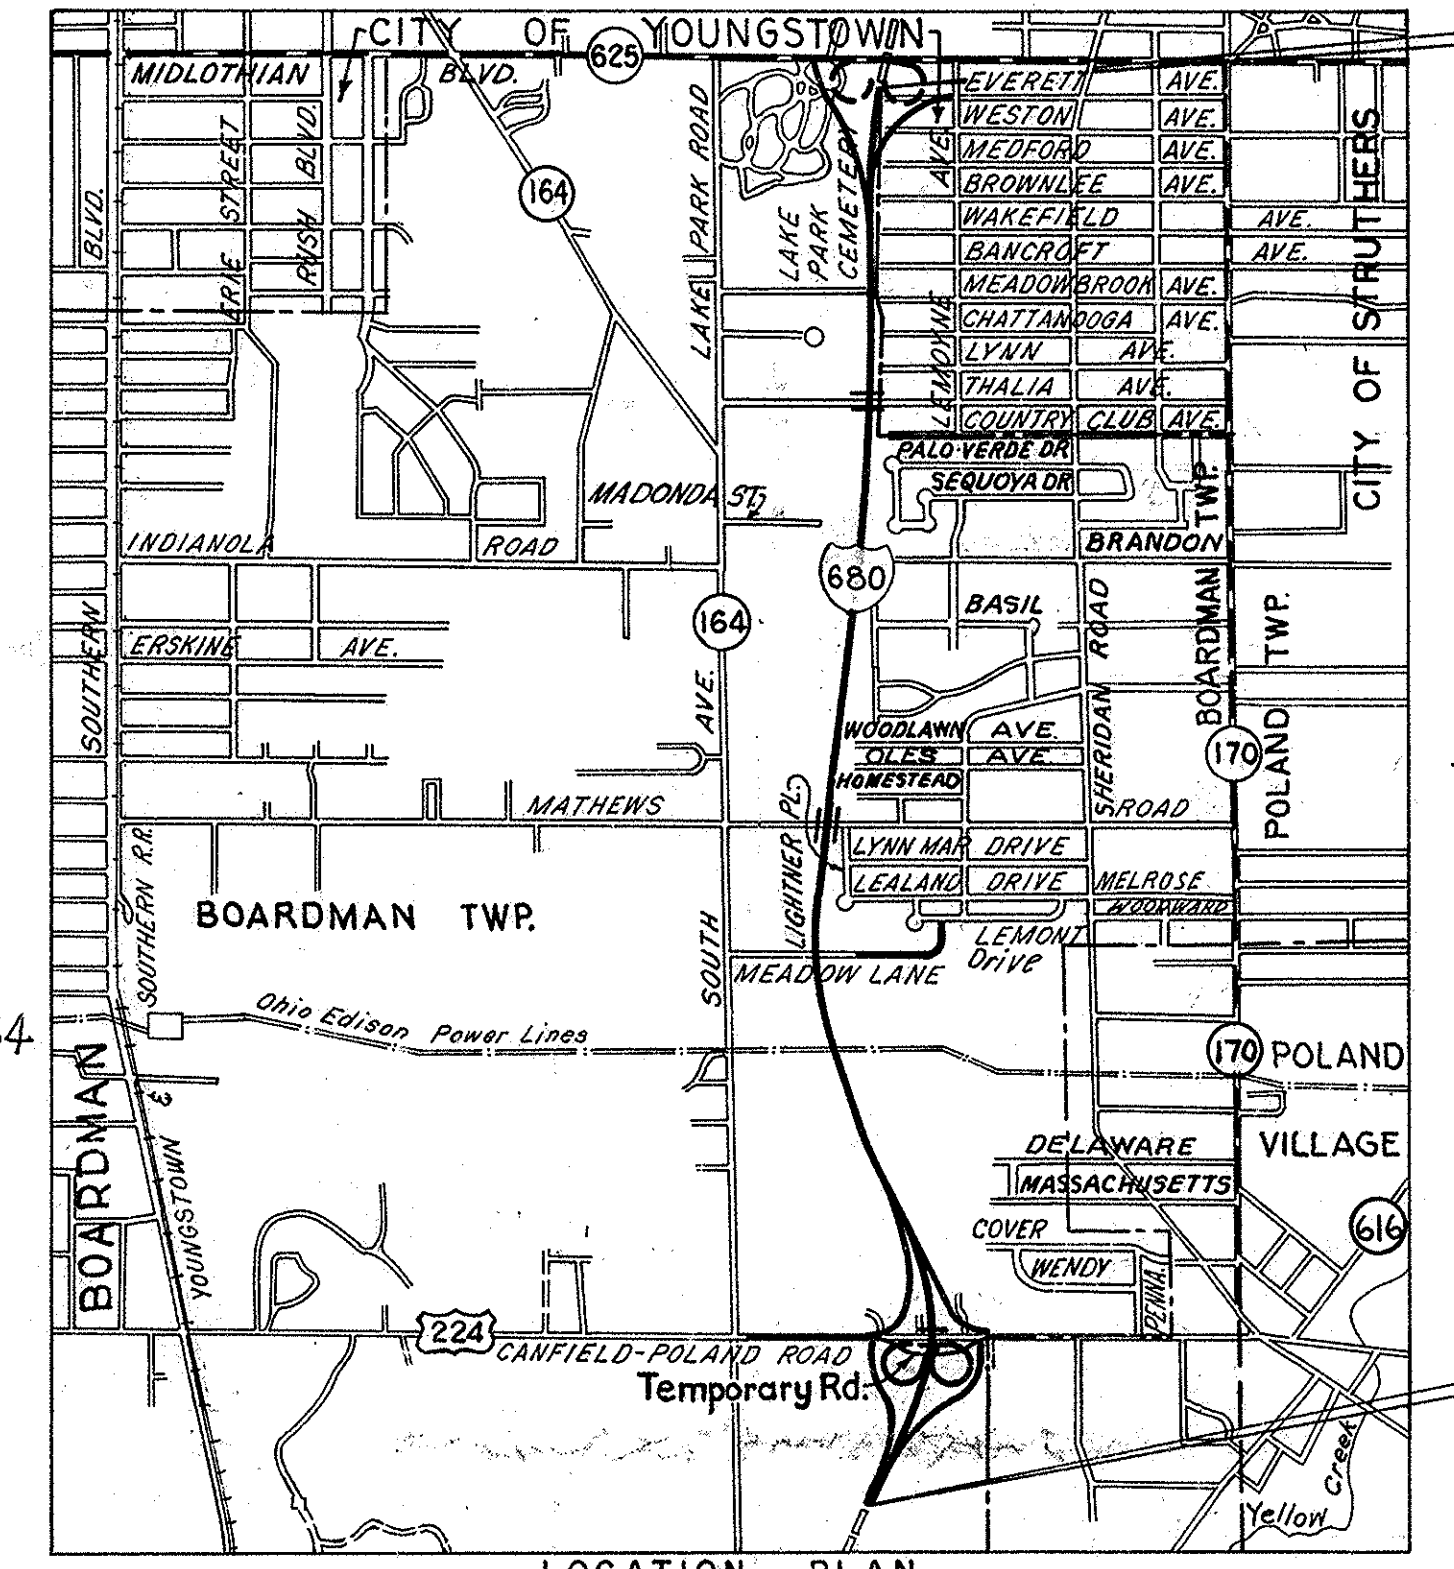 CITY OF YOUNGSTOWN
625
MIDLOTHIAN BLVD.
EVERETT AVE.
WESTON AVE.
MEDFORD AVE.
BROWNLEE AVE.
WAKEFIELD AVE.
BANCROFT AVE.
MEADOWBROOK AVE.
CHATTANOOGA AVE.
LYNN AVE.
THALIA AVE.
COUNTRY CLUB AVE.
LEMOYNE AVE.
CITY OF STRUTHERS
BLVD.
ERIE STREET
RUSH BLVD.
164
LAKE PARK ROAD
LAKE
PARK
CEMETERY
PALO VERDE DR
SEQUOYA DR
MADONDA ST.
INDIANOLA ROAD
BRANDON
680
BOARDMAN TWP.
POLAND TWP.
BASIL
164
SHERIDAN ROAD
ERSKINE AVE.
SOUTHERN
SOUTH AVE.
WOODLAWN AVE.
OLES AVE.
HOMESTEAD
170
MATHEWS ROAD
LIGHTNER PL.
LYNN MAR DRIVE
LEALAND DRIVE
MELROSE
WOODWARD
LEMONT
Drive
MEADOW LANE
BOARDMAN TWP.
SOUTHERN R.R.
Ohio Edison Power Lines
4
170
POLAND
VILLAGE
BOARDMAN
YOUNGSTOWN
&
DELAWARE
MASSACHUSETTS
COVER
WENDY
PENNA.
616
224
CANFIELD-POLAND ROAD
Temporary Rd.
Yellow Creek
LOCATION PLAN